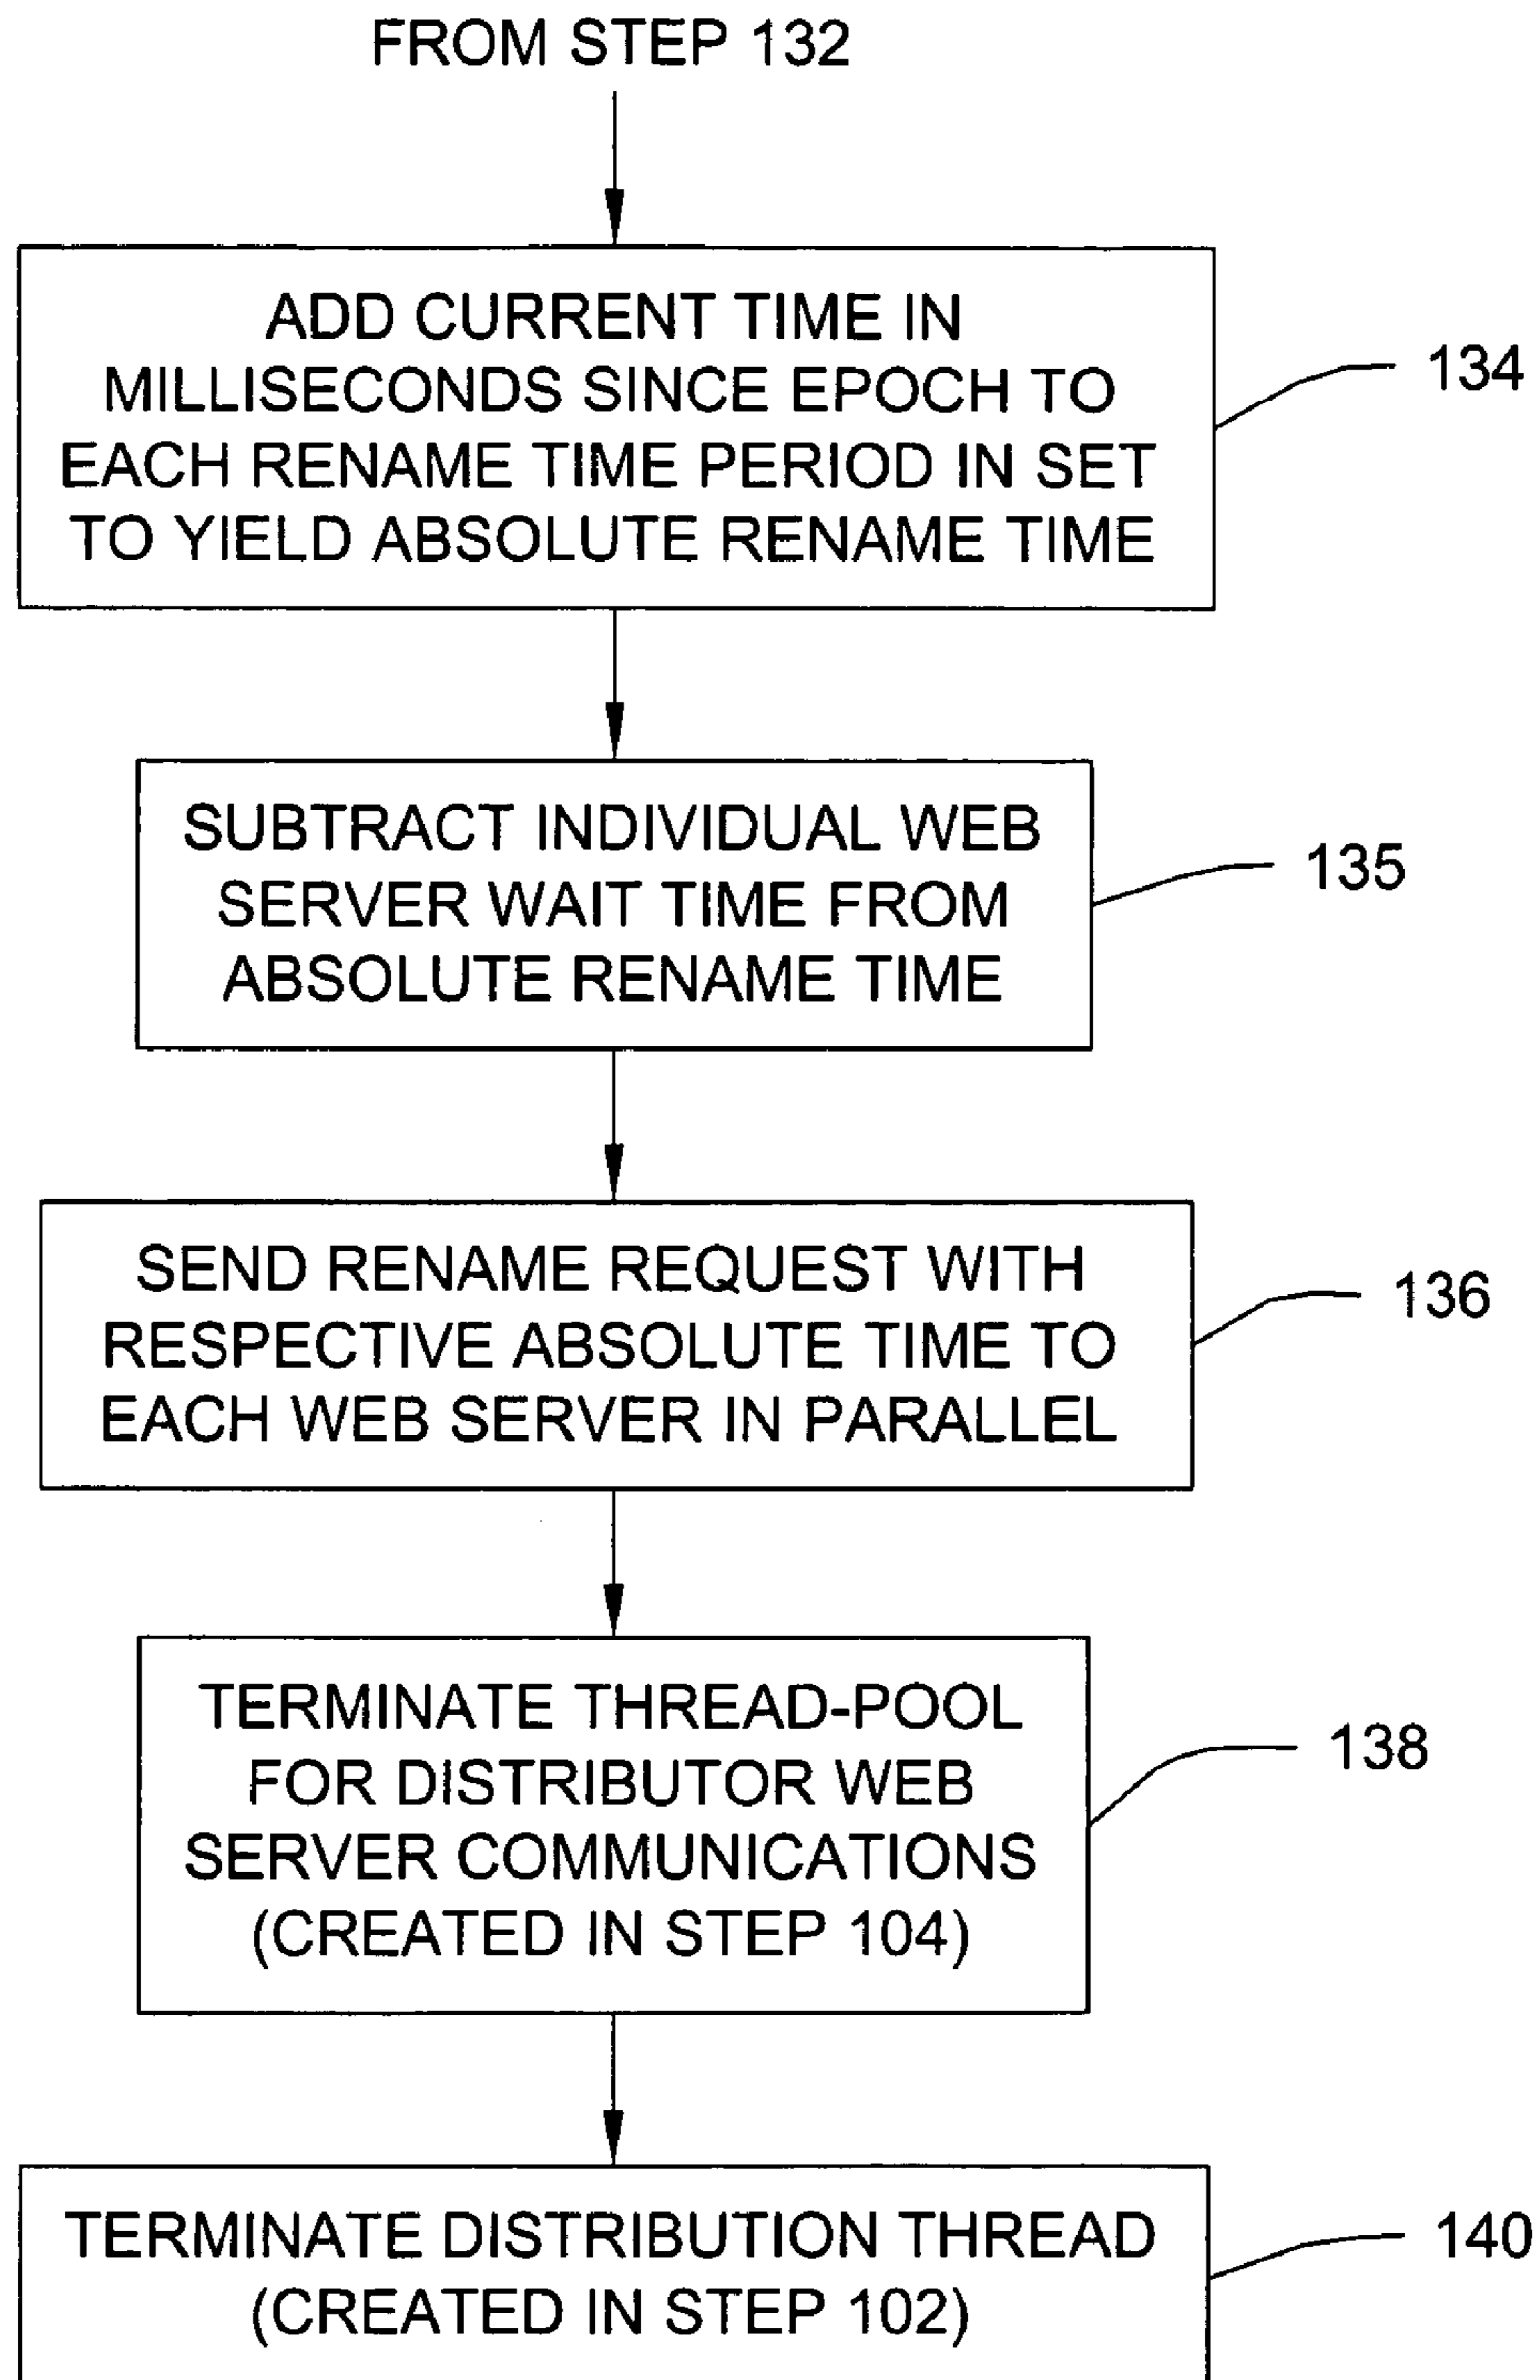 FROM STEP 132
ADD CURRENT TIME IN
MILLISECONDS SINCE EPOCH TO
EACH RENAME TIME PERIOD IN SET
TO YIELD ABSOLUTE RENAME TIME
134
SUBTRACT INDIVIDUAL WEB
SERVER WAIT TIME FROM
ABSOLUTE RENAME TIME
135
SEND RENAME REQUEST WITH
RESPECTIVE ABSOLUTE TIME TO
EACH WEB SERVER IN PARALLEL
136
TERMINATE THREAD-POOL
FOR DISTRIBUTOR WEB
SERVER COMMUNICATIONS
(CREATED IN STEP 104)
138
TERMINATE DISTRIBUTION THREAD
(CREATED IN STEP 102)
140